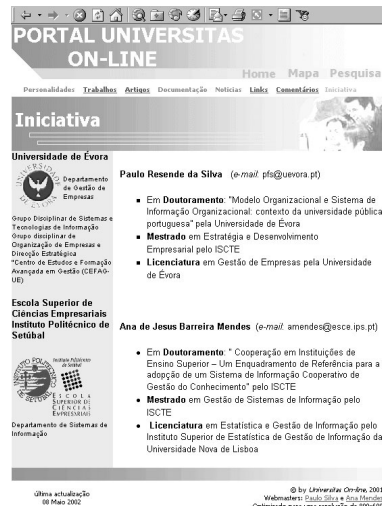 PORTAL UNIVERSITAS
ON-LINE
Home Mapa Pesquisa
Personalidades Trabalhos Artigos Documentação Notícias Links Comentários Iniciativa
Iniciativa
Universidade de Évora
Departamento
de Gestão de
Empresas
Grupo Disciplinar de Sistemas e
Tecnologias de Informação
Grupo disciplinar de
Organização de Empresas e
Direcção Estratégica
"Centro de Estudos e Formação
Avançada em Gestão (CEFAG-
UE)
Paulo Resende da Silva (e-mail: pfs@uevora.pt)
Em Doutoramento: "Modelo Organizacional e Sistema de
Informação Organizacional: contexto da universidade pública
portuguesa" pela Universidade de Évora
Mestrado em Estratégia e Desenvolvimento
Empresarial pelo ISCTE
Licenciatura em Gestão de Empresas pela Universidade
de Évora
Escola Superior de
Ciências Empresariais
Instituto Politécnico de
Setúbal
Instituto Politécnico
de Setúbal
ESCOLA
SUPERIOR DE
CIÊNCIAS
EMPRESARIAIS
Departamento de Sistemas de
Informação
Ana de Jesus Barreira Mendes (e-mail: amendes@esce.ips.pt)
Em Doutoramento: " Cooperação em Instituições de
Ensino Superior – Um Enquadramento de Referência para a
adopção de um Sistema de Informação Cooperativo de
Gestão do Conhecimento" pelo ISCTE
Mestrado em Gestão de Sistemas de Informação pelo
ISCTE
Licenciatura em Estatística e Gestão de Informação pelo
Instituto Superior de Estatística de Gestão de Informação da
Universidade Nova de Lisboa
última actualização
08 Maio 2002
© by Universitas On-line, 2001
Webmasters: Paulo Silva e Ana Mendes